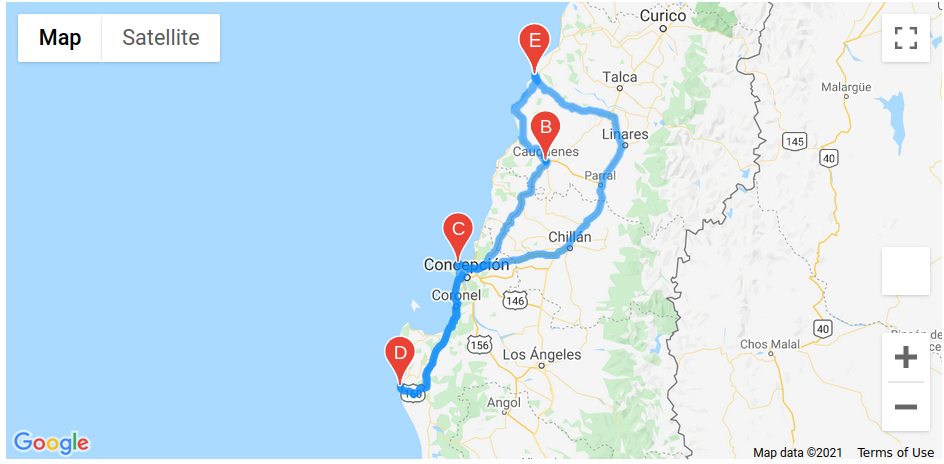 Map
Satellite
Curico
E
Talca
Malargüe
B
Linares
145
40
Cauquenes
Parral
C
Chillán
Concepción
Coronel
146
40
156
D
Los Ángeles
Chos Malal
160
Angol
Google
Map data ©2021
Terms of Use